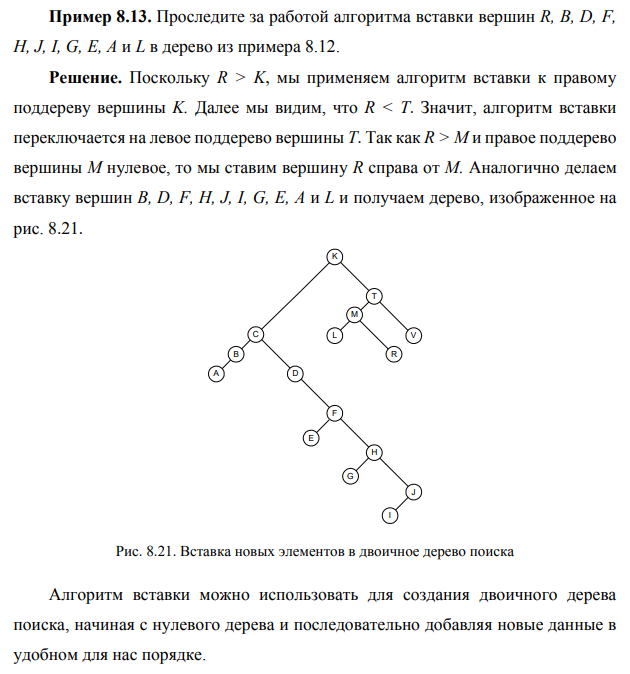 Пример 8.13. Проследите за работой алгоритма вставки вершин R, B, D, F,
H, J, I, G, E, A и L в дерево из примера 8.12.
Решение. Поскольку R > K, мы применяем алгоритм вставки к правому
поддереву вершины K. Далее мы видим, что R < T. Значит, алгоритм вставки
переключается на левое поддерево вершины T. Так как R > M и правое поддерево
вершины M нулевое, то мы ставим вершину R справа от M. Аналогично делаем
вставку вершин B, D, F, H, J, I, G, E, A и L и получаем дерево, изображенное на
рис. 8.21.
K
T
M
C
L
V
B
R
A
D
F
E
H
G
J
I
Рис. 8.21. Вставка новых элементов в двоичное дерево поиска
Алгоритм вставки можно использовать для создания двоичного дерева
поиска, начиная с нулевого дерева и последовательно добавляя новые данные в
удобном для нас порядке.